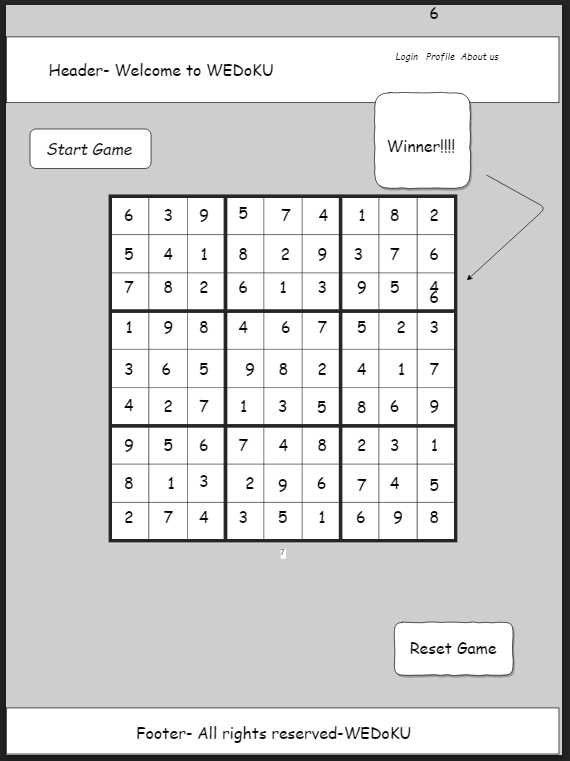 6
Login Profile About us
Header- Welcome to WEDoKU
Winner!!!!
Start Game
6 3 9 5 7 4 1 8 2
5 4 1 8 2 9 3 7 6
7 8 2 6 1 3 9 5 4
6
1 9 8 4 6 7 5 2 3
3 6 5 9 8 2 4 1 7
4 2 7 1 3 5 8 6 9
9 5 6 7 4 8 2 3 1
8 1 3 2 9 6 7 4 5
2 7 4 3 5 1 6 9 8
7
Reset Game
Footer- All rights reserved-WEDoKU